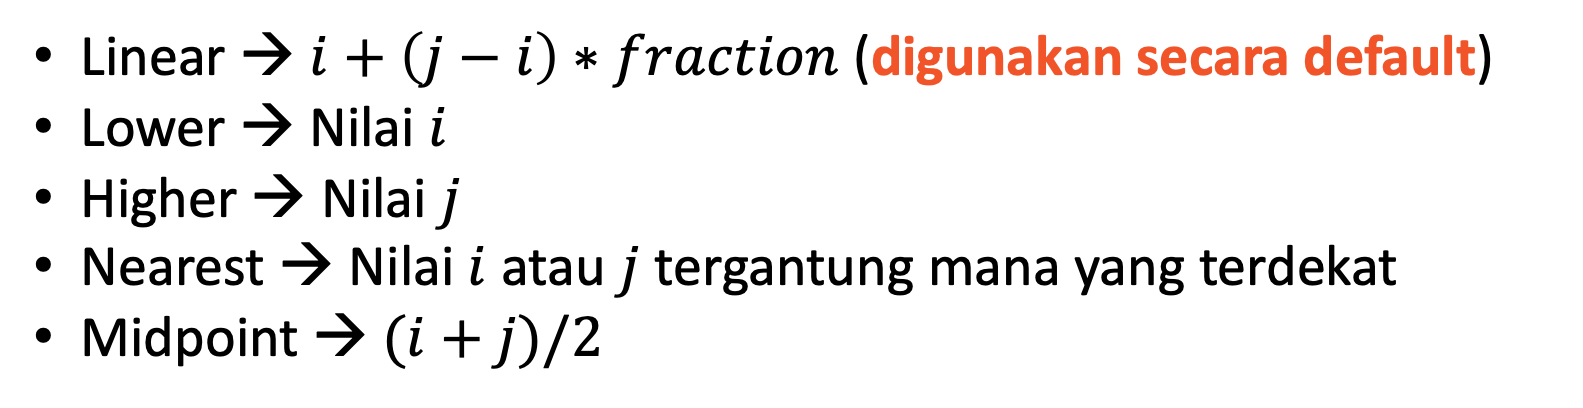 • Linear → i + (j − i) ∗ fraction (digunakan secara default)
• Lower → Nilai i
• Higher → Nilai j
• Nearest → Nilai i atau j tergantung mana yang terdekat
• Midpoint → (i + j)/2